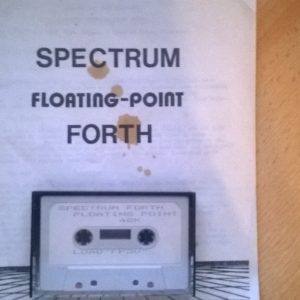 SPECTRUM
FLOATING-POINT
FORTH
SPECTRUM FORTH
FLOATING POINT
48K